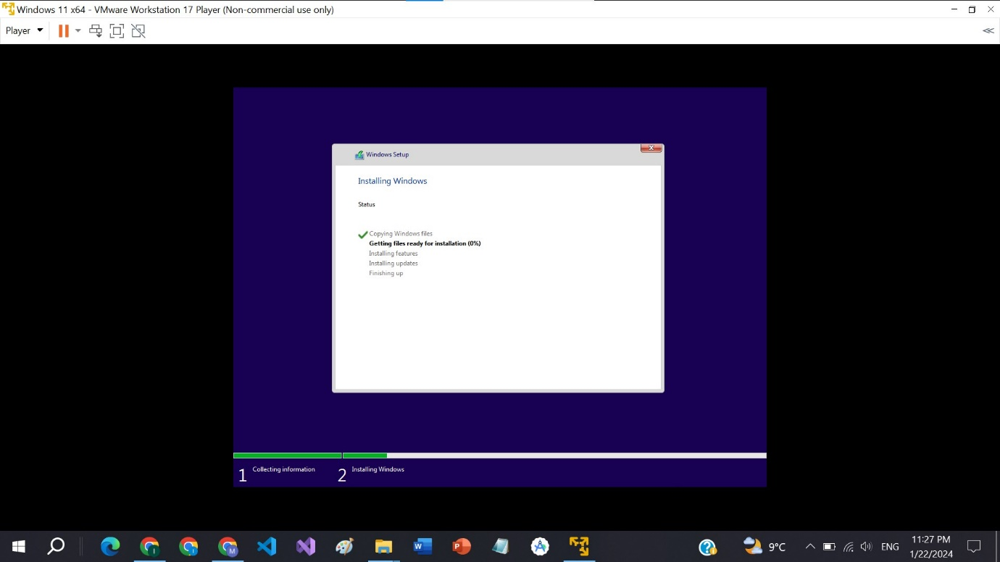 Windows 11 x64 - VMware Workstation 17 Player (Non-commercial use only)
Player
Windows Setup
Installing Windows
Status
Copying Windows files
Getting files ready for installation (0%)
Installing features
Installing updates
Finishing up
1 Collecting information
2 Installing Windows
9°C
ENG
11:27 PM
1/22/2024